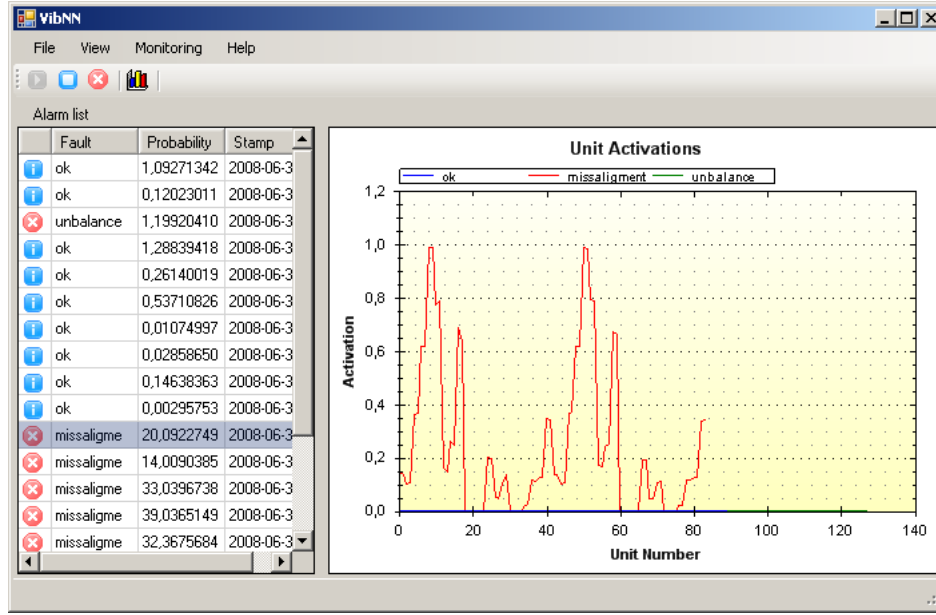 VibNN
File View Monitoring Help
Alarm list
Fault Probability Stamp
ok 1,09271342 2008-06-3
ok 0,12023011 2008-06-3
unbalance 1,19920410 2008-06-3
ok 1,28839418 2008-06-3
ok 0,26140019 2008-06-3
ok 0,53710826 2008-06-3
ok 0,01074997 2008-06-3
ok 0,02858650 2008-06-3
ok 0,14638363 2008-06-3
ok 0,00295753 2008-06-3
missaligme 20,0922749 2008-06-3
missaligme 14,0090385 2008-06-3
missaligme 33,0396738 2008-06-3
missaligme 39,0365149 2008-06-3
missaligme 32,3675684 2008-06-3
Unit Activations
ok missaligment unbalance
1,2
1,0
0,8
0,6
0,4
0,2
0,0
Activation
0 20 40 60 80 100 120 140
Unit Number